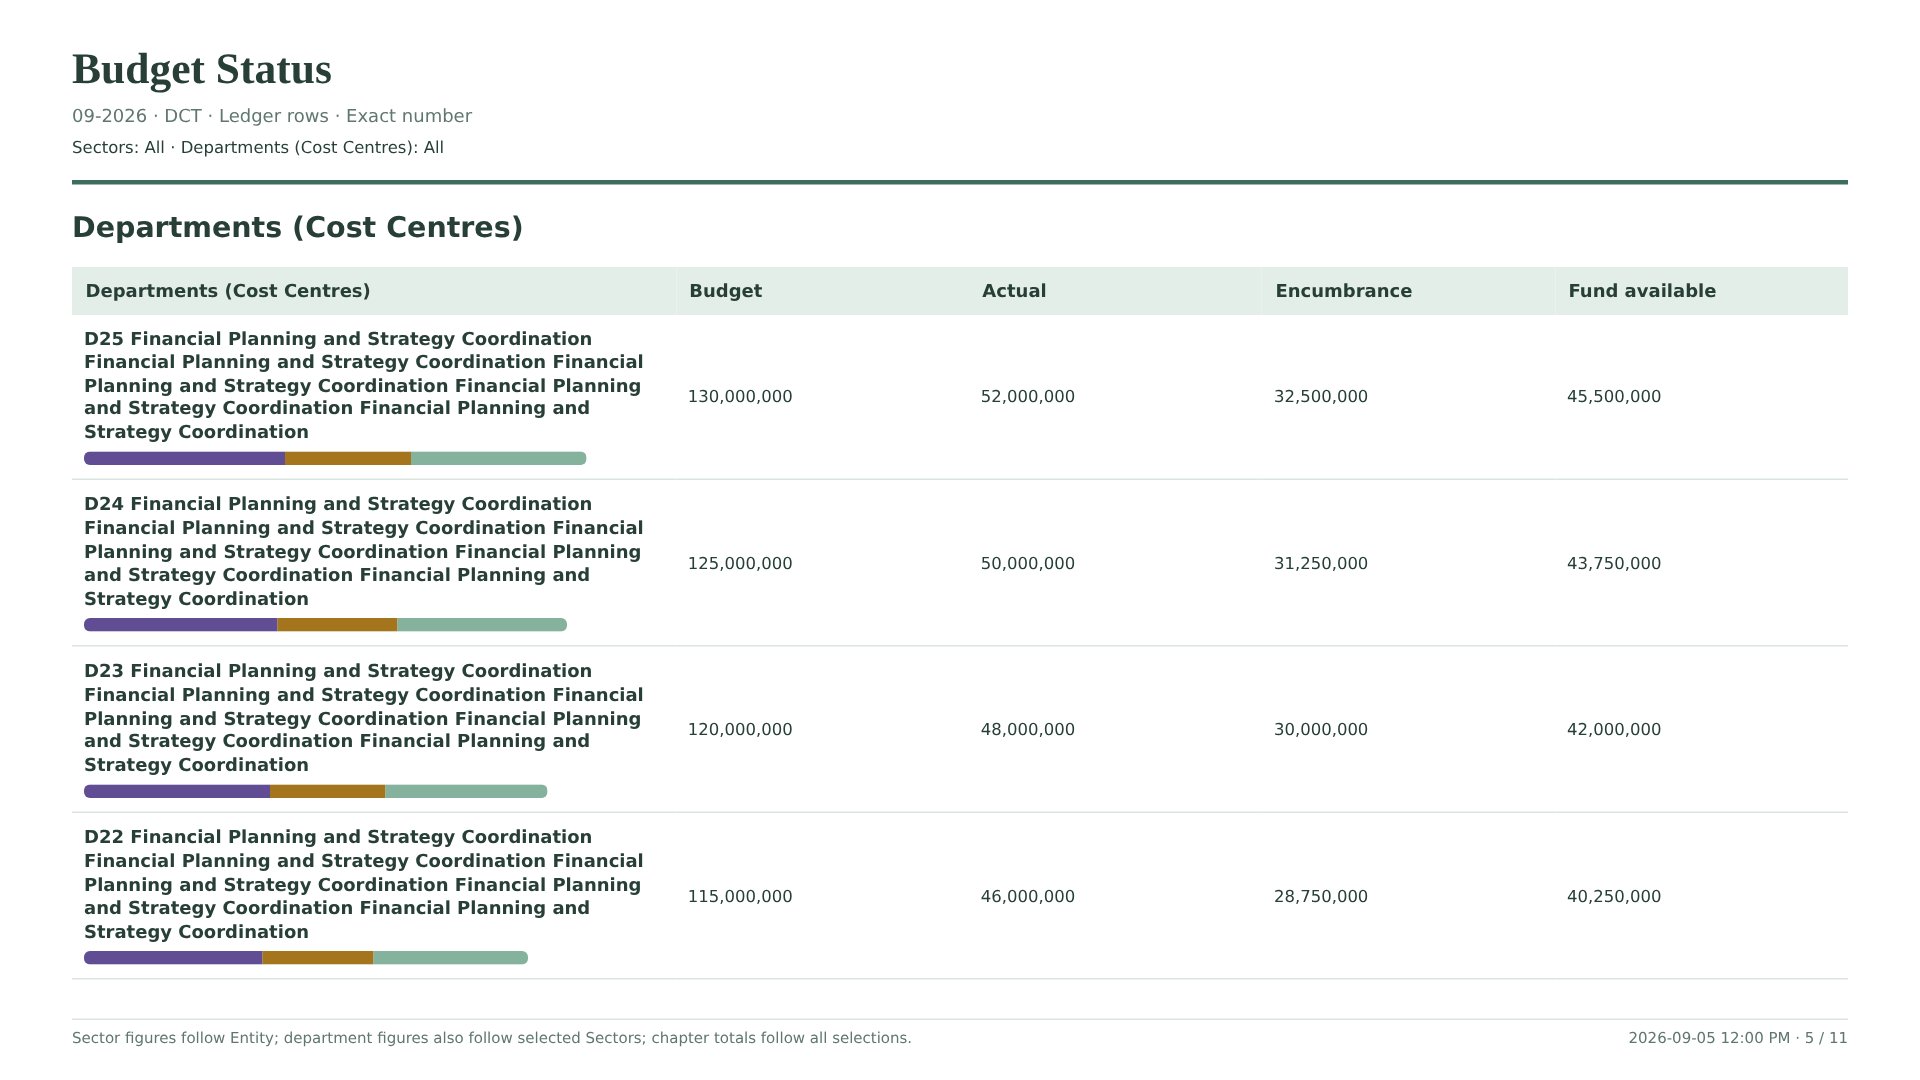 Budget Status
09-2026 · DCT · Ledger rows · Exact number
Sectors: All · Departments (Cost Centres): All
Departments (Cost Centres)
Departments (Cost Centres) Budget Actual Encumbrance Fund available
D25 Financial Planning and Strategy Coordination
Financial Planning and Strategy Coordination Financial
Planning and Strategy Coordination Financial Planning
and Strategy Coordination Financial Planning and
Strategy Coordination
130,000,000 52,000,000 32,500,000 45,500,000
D24 Financial Planning and Strategy Coordination
Financial Planning and Strategy Coordination Financial
Planning and Strategy Coordination Financial Planning
and Strategy Coordination Financial Planning and
Strategy Coordination
125,000,000 50,000,000 31,250,000 43,750,000
D23 Financial Planning and Strategy Coordination
Financial Planning and Strategy Coordination Financial
Planning and Strategy Coordination Financial Planning
and Strategy Coordination Financial Planning and
Strategy Coordination
120,000,000 48,000,000 30,000,000 42,000,000
D22 Financial Planning and Strategy Coordination
Financial Planning and Strategy Coordination Financial
Planning and Strategy Coordination Financial Planning
and Strategy Coordination Financial Planning and
Strategy Coordination
115,000,000 46,000,000 28,750,000 40,250,000
Sector figures follow Entity; department figures also follow selected Sectors; chapter totals follow all selections.
2026-09-05 12:00 PM · 5 / 11